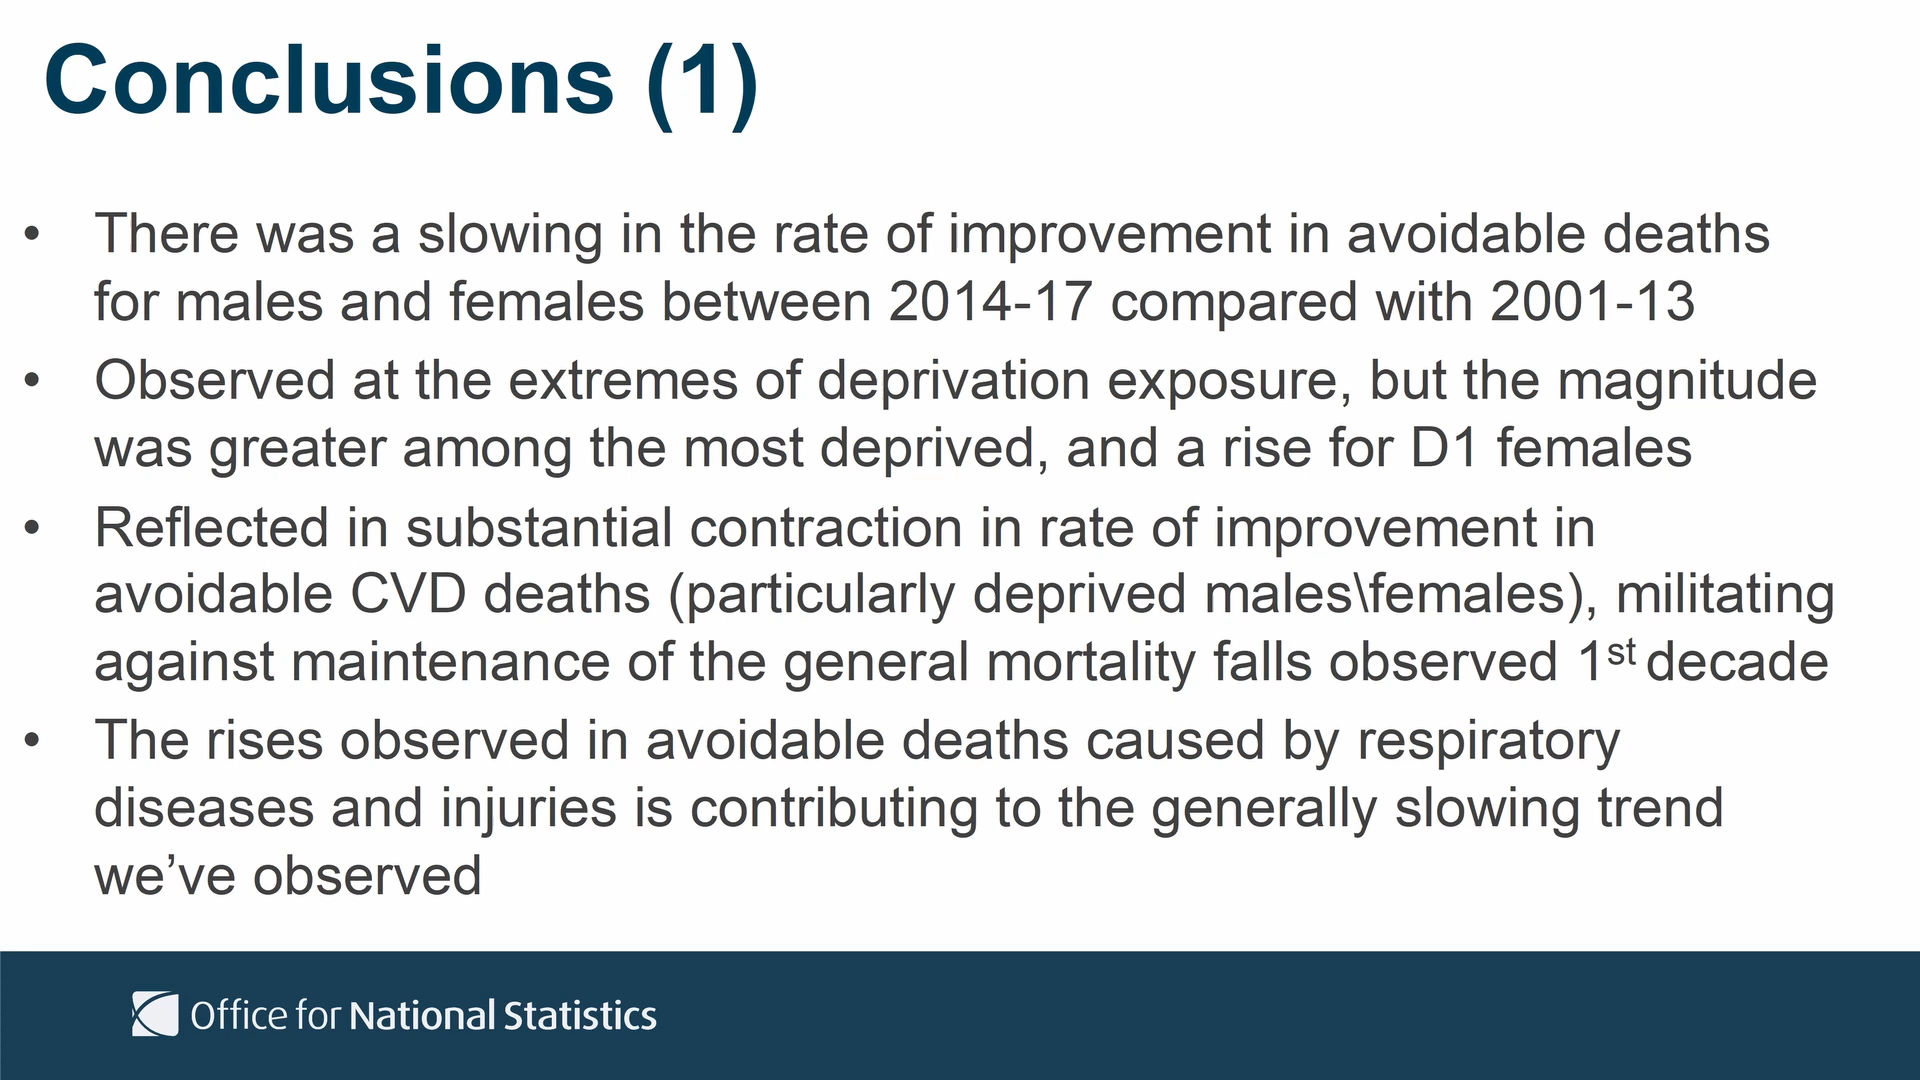 Conclusions (1)
• There was a slowing in the rate of improvement in avoidable deaths
for males and females between 2014-17 compared with 2001-13
• Observed at the extremes of deprivation exposure, but the magnitude
was greater among the most deprived, and a rise for D1 females
• Reflected in substantial contraction in rate of improvement in
avoidable CVD deaths (particularly deprived males\females), militating
against maintenance of the general mortality falls observed 1st decade
• The rises observed in avoidable deaths caused by respiratory
diseases and injuries is contributing to the generally slowing trend
we’ve observed
Office for National Statistics